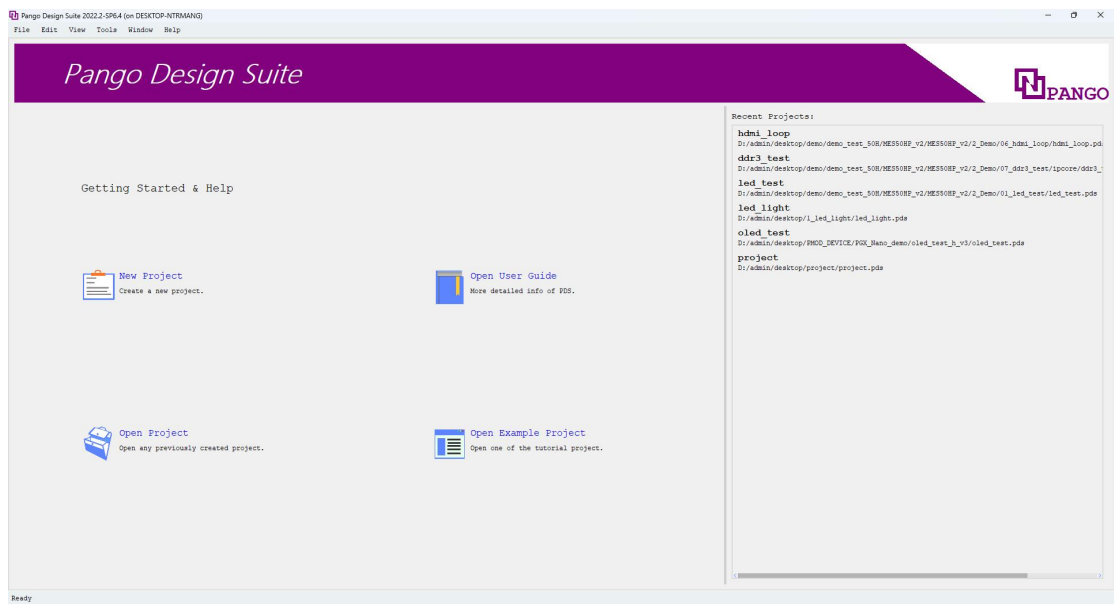 Pango Design Suite 2022.2-SP6.4 (on DESKTOP-NTRMANG)
File Edit View Tools Window Help
Pango Design Suite
PANGO
Getting Started & Help
New Project
Create a new project.
Open User Guide
More detailed info of PDS.
Open Project
Open any previously created project.
Open Example Project
Open one of the tutorial project.
Recent Projects:
hdmi_loop
D:/admin/desktop/demo/demo_test_50H/MES50HP_v2/MES50HP_v2/2_Demo/06_hdmi_loop/hdmi_loop.pd
ddr3_test
D:/admin/desktop/demo/demo_test_50H/MES50HP_v2/MES50HP_v2/2_Demo/07_ddr3_test/ipcore/ddr3_
led_test
D:/admin/desktop/demo/demo_test_50H/MES50HP_v2/MES50HP_v2/2_Demo/01_led_test/led_test.pds
led_light
D:/admin/desktop/1_led_light/led_light.pds
oled_test
D:/admin/desktop/PMOD_DEVICE/PGX_Nano_demo/oled_test_h_v3/oled_test.pds
project
D:/admin/desktop/project/project.pds
Ready